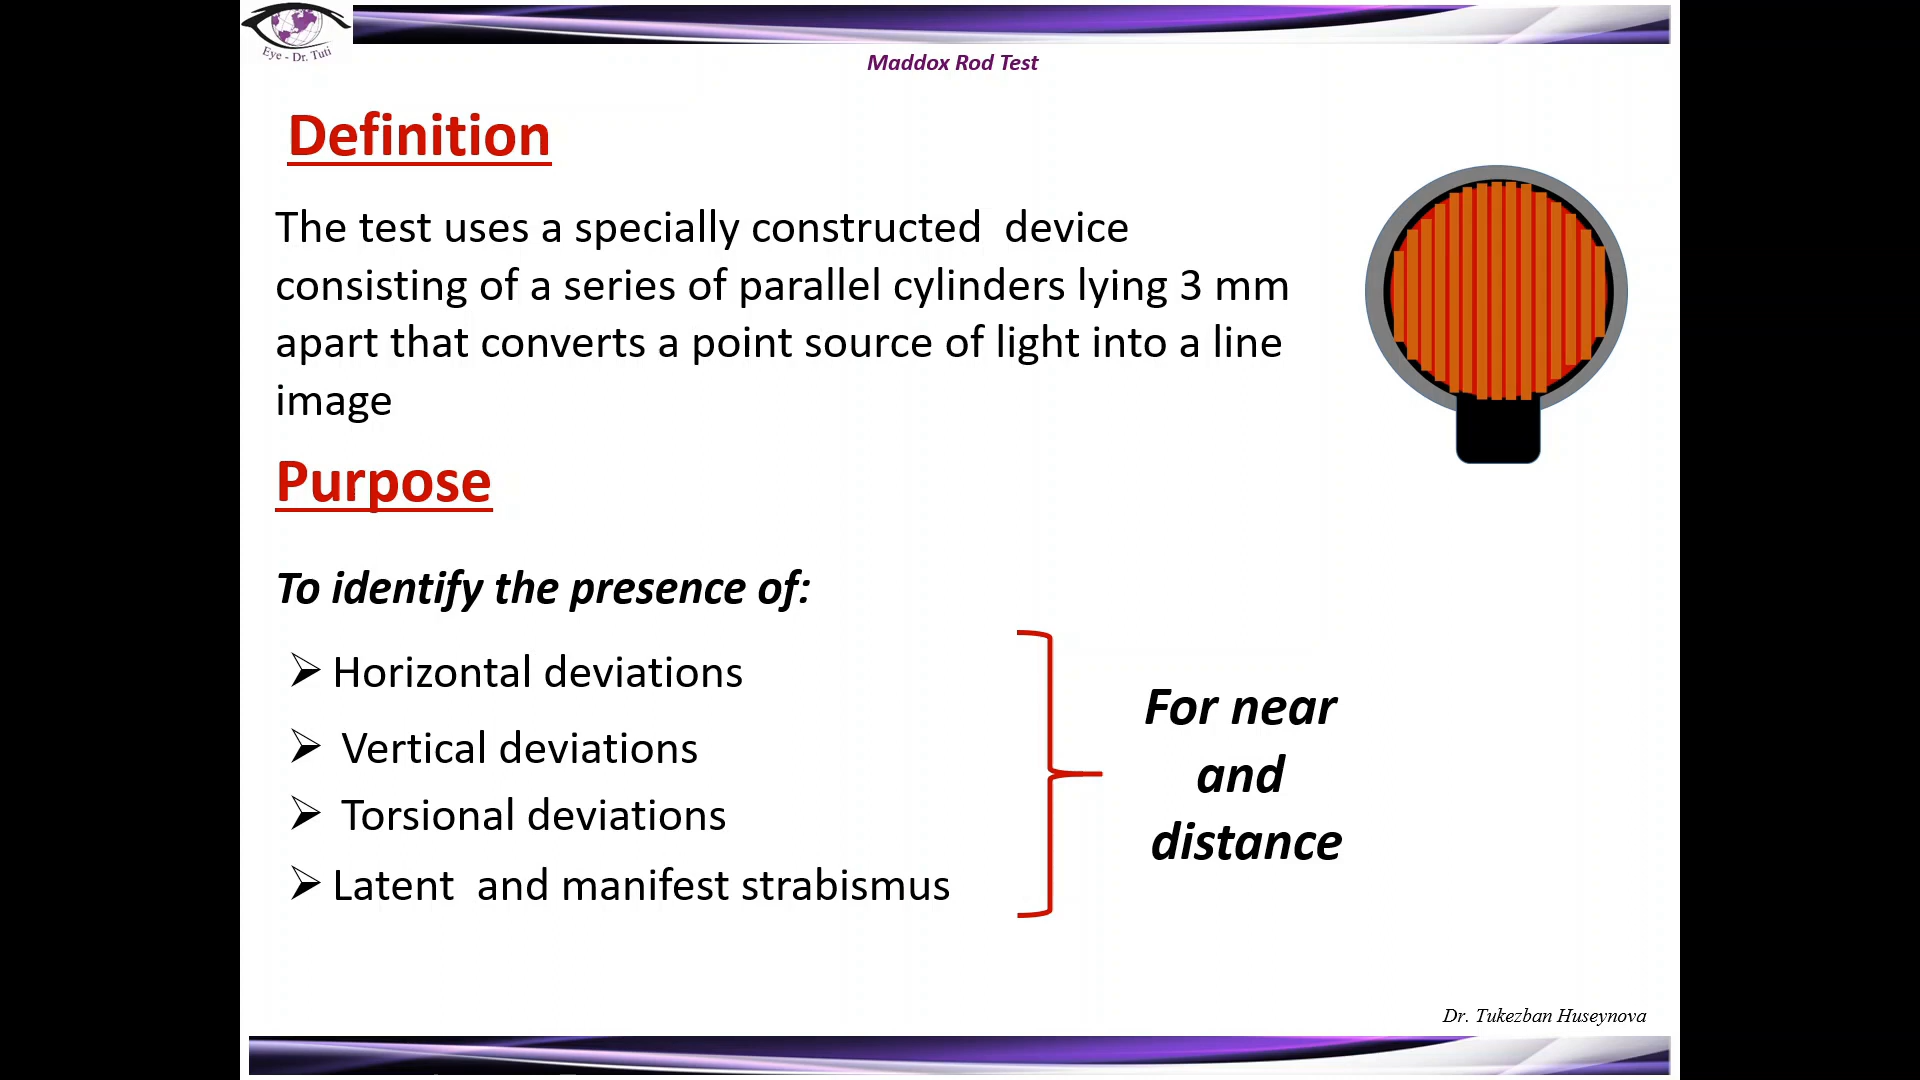 Eye - Dr. Tuti
Maddox Rod Test
Definition
The test uses a specially constructed device
consisting of a series of parallel cylinders lying 3 mm
apart that converts a point source of light into a line
image
Purpose
To identify the presence of:
Horizontal deviations
Vertical deviations
Torsional deviations
Latent and manifest strabismus
For near
and
distance
Dr. Tukezban Huseynova